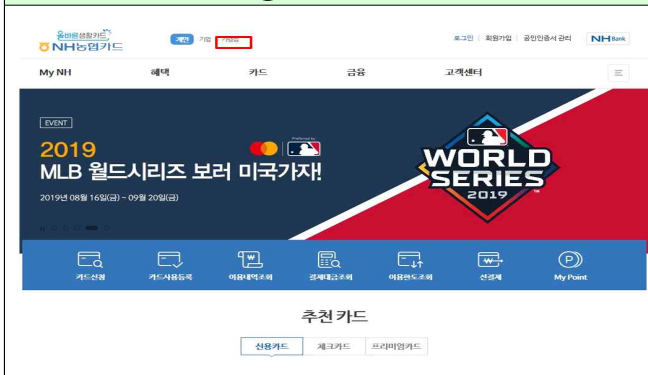 올바른생활카드
NH농협카드
개인 기업 가맹점
로그인 회원가입 공인인증서 관리 NH Bank
My NH 혜택 카드 금융 고객센터
EVENT
2019
MLB 월드시리즈 보러 미국가자!
2019년 08월 16일(금) ~ 09월 20일(금)
WORLD
SERIES
2019
카드신청 카드사용등록 이용내역조회 결제대금조회 이용한도조회 선결제 My Point
추천 카드
신용카드 체크카드 프리미엄카드